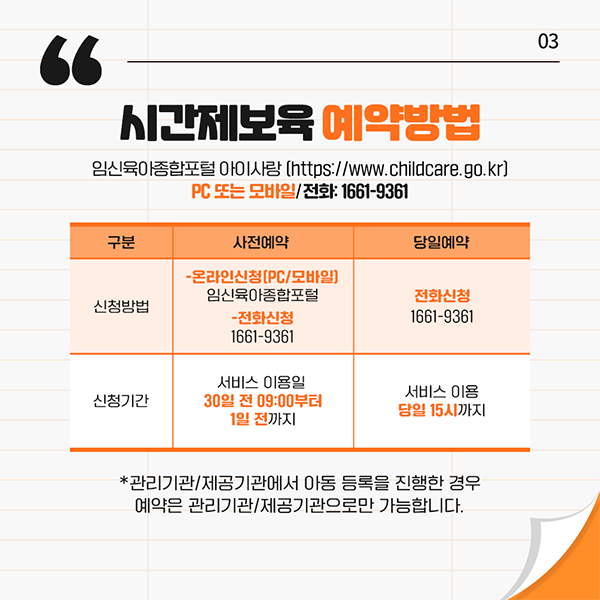 03
시간제보육 예약방법
임신육아종합포털 아이사랑 (https://www.childcare.go.kr)
PC 또는 모바일/전화: 1661-9361
구분 사전예약 당일예약
신청방법
-온라인신청(PC/모바일)
임신육아종합포털
-전화신청
1661-9361
전화신청
1661-9361
신청기간
서비스 이용일
30일 전 09:00부터
1일 전까지
서비스 이용
당일 15시까지
*관리기관/제공기관에서 아동 등록을 진행한 경우
예약은 관리기관/제공기관으로만 가능합니다.